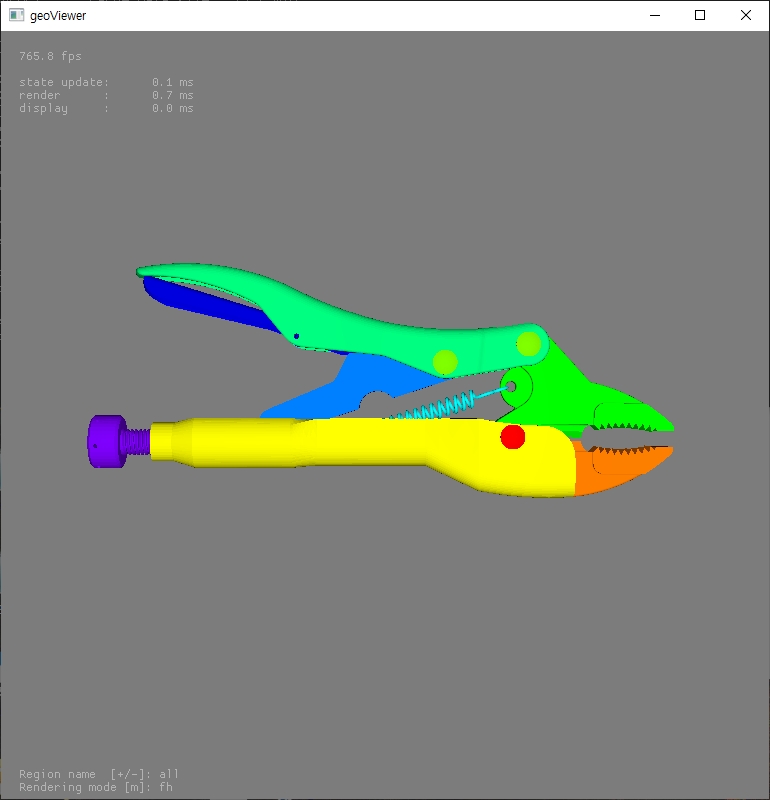 geoViewer
765.8 fps
state update: 0.1 ms
render : 0.7 ms
display : 0.0 ms
Region name [+/-]: all
Rendering mode [m]: fh